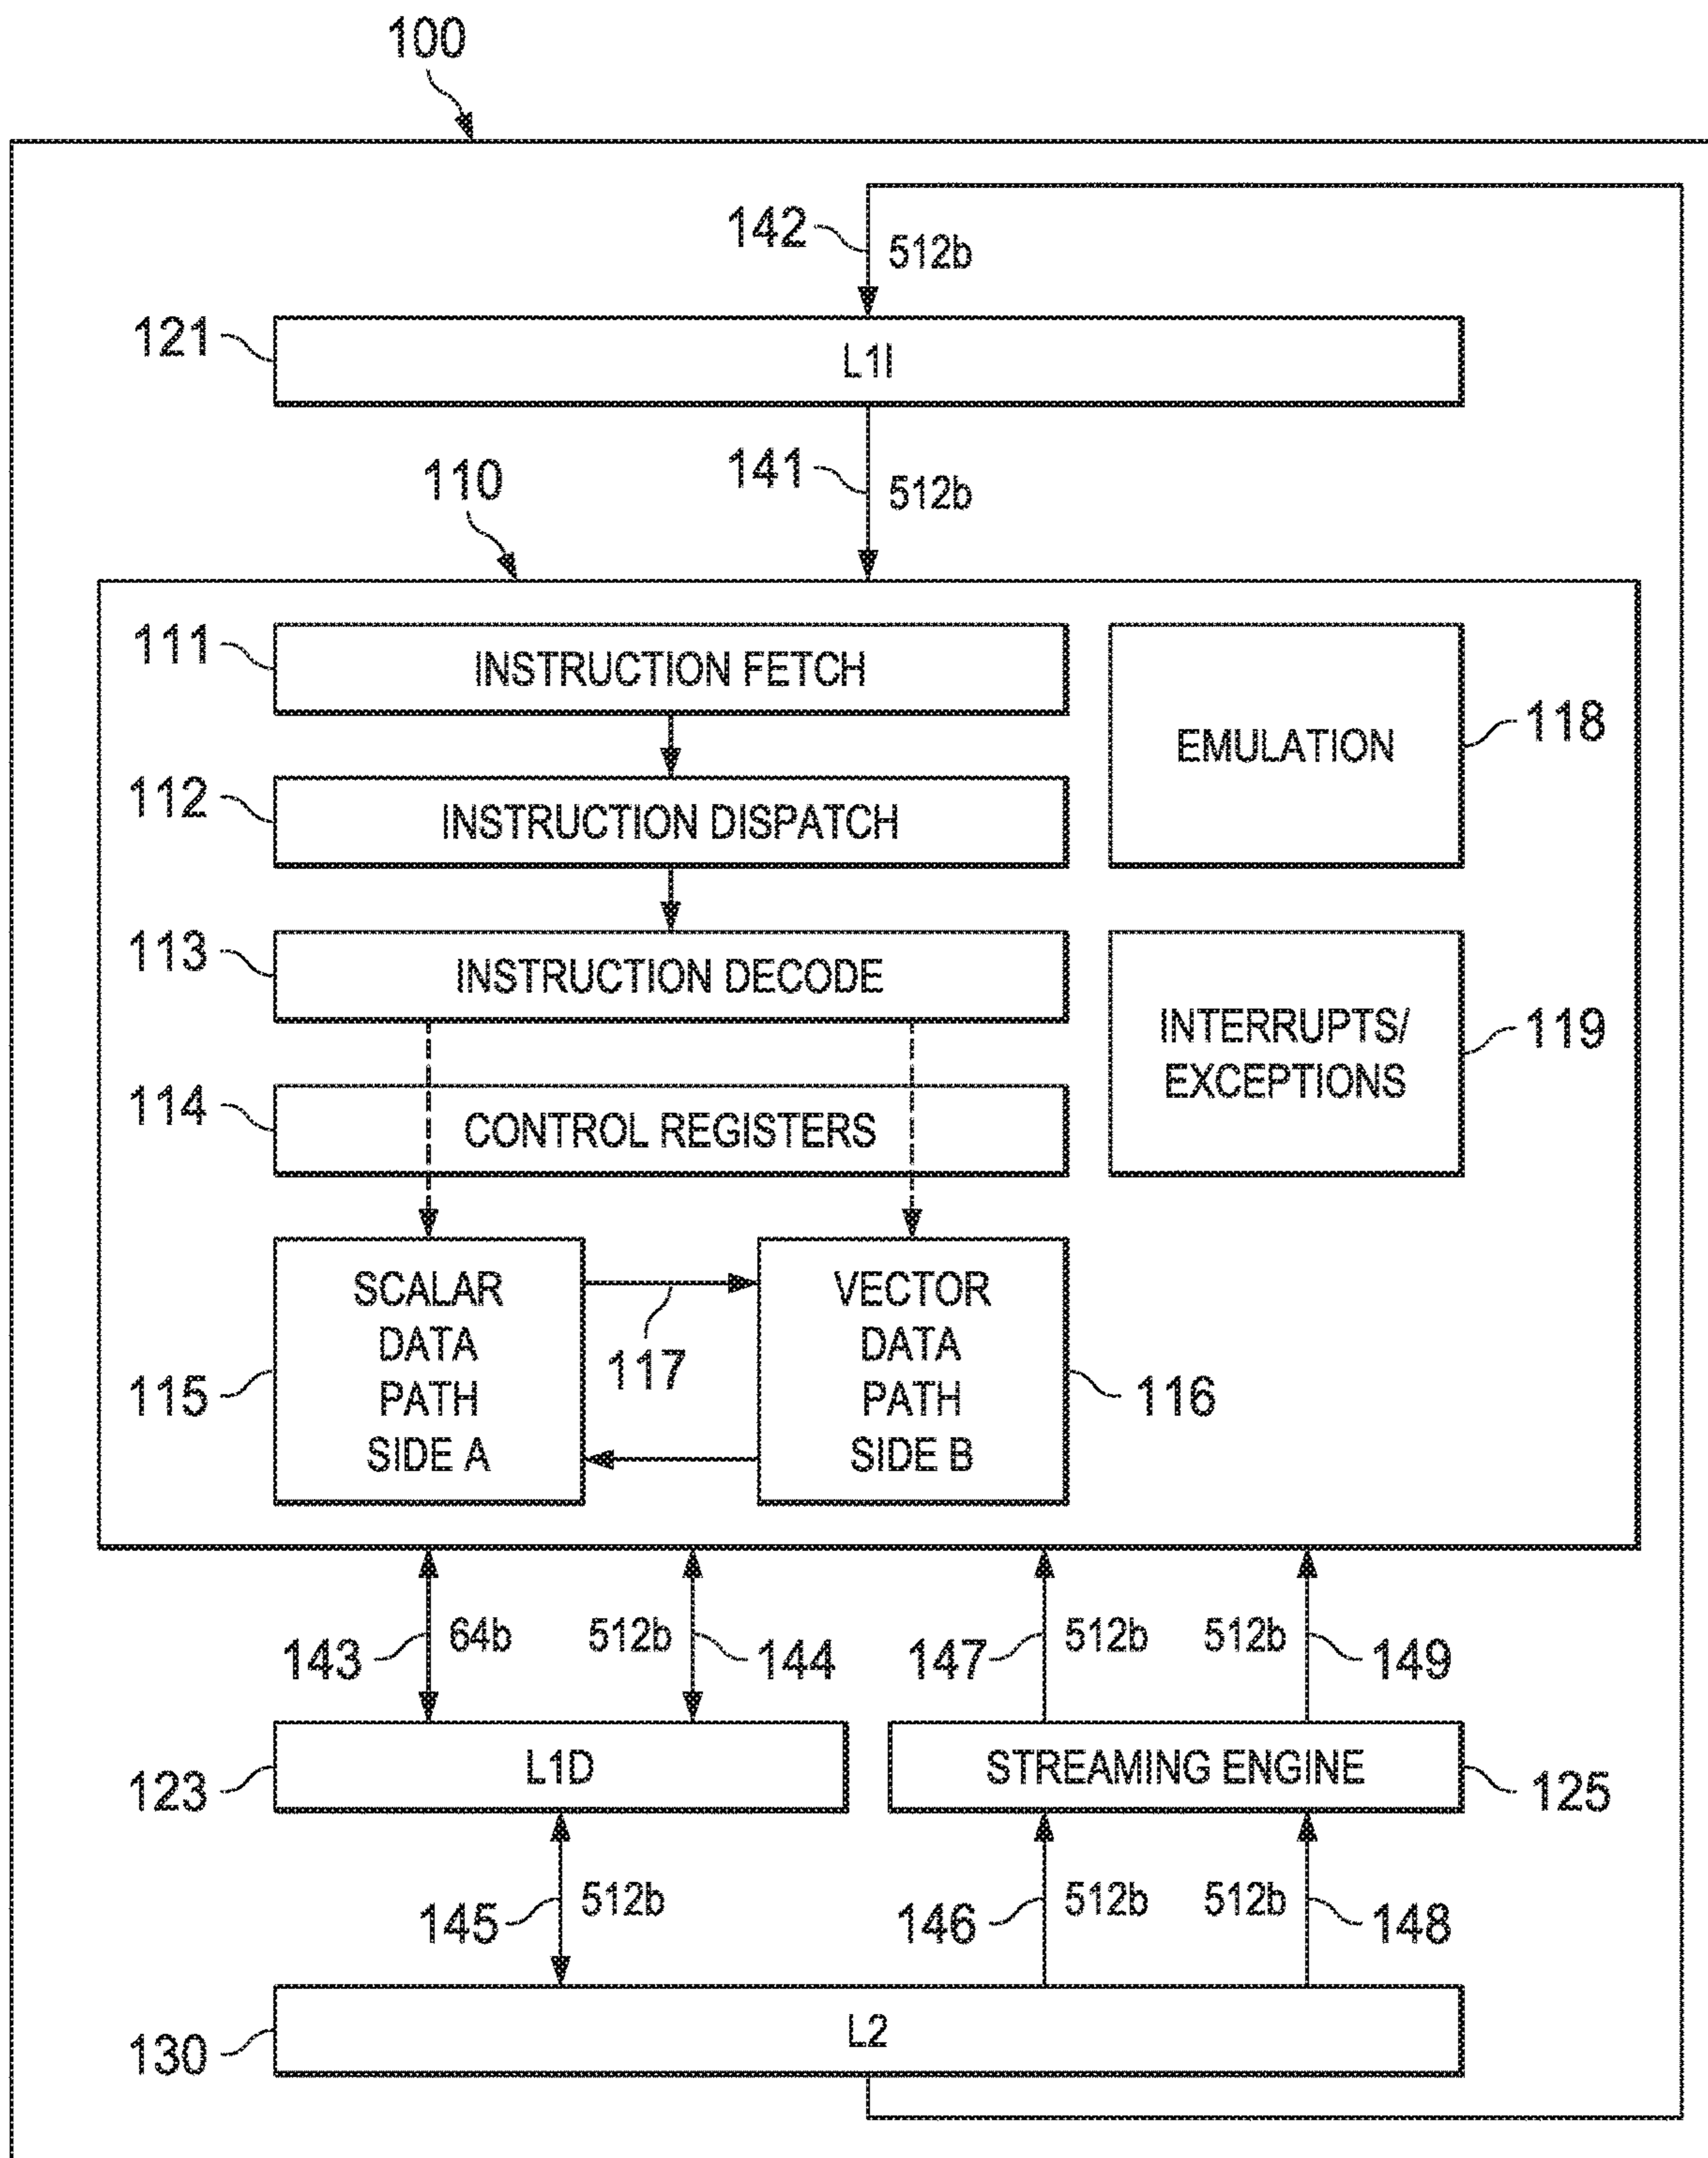 100
142
512b
121
L1I
141
512b
110
111
INSTRUCTION FETCH
EMULATION
118
112
INSTRUCTION DISPATCH
113
INSTRUCTION DECODE
INTERRUPTS/
EXCEPTIONS
119
114
CONTROL REGISTERS
SCALAR
DATA
PATH
SIDE A
115
117
VECTOR
DATA
PATH
SIDE B
116
143
64b
512b
144
147
512b
512b
149
123
L1D
STREAMING ENGINE
125
145
512b
146
512b
512b
148
130
L2